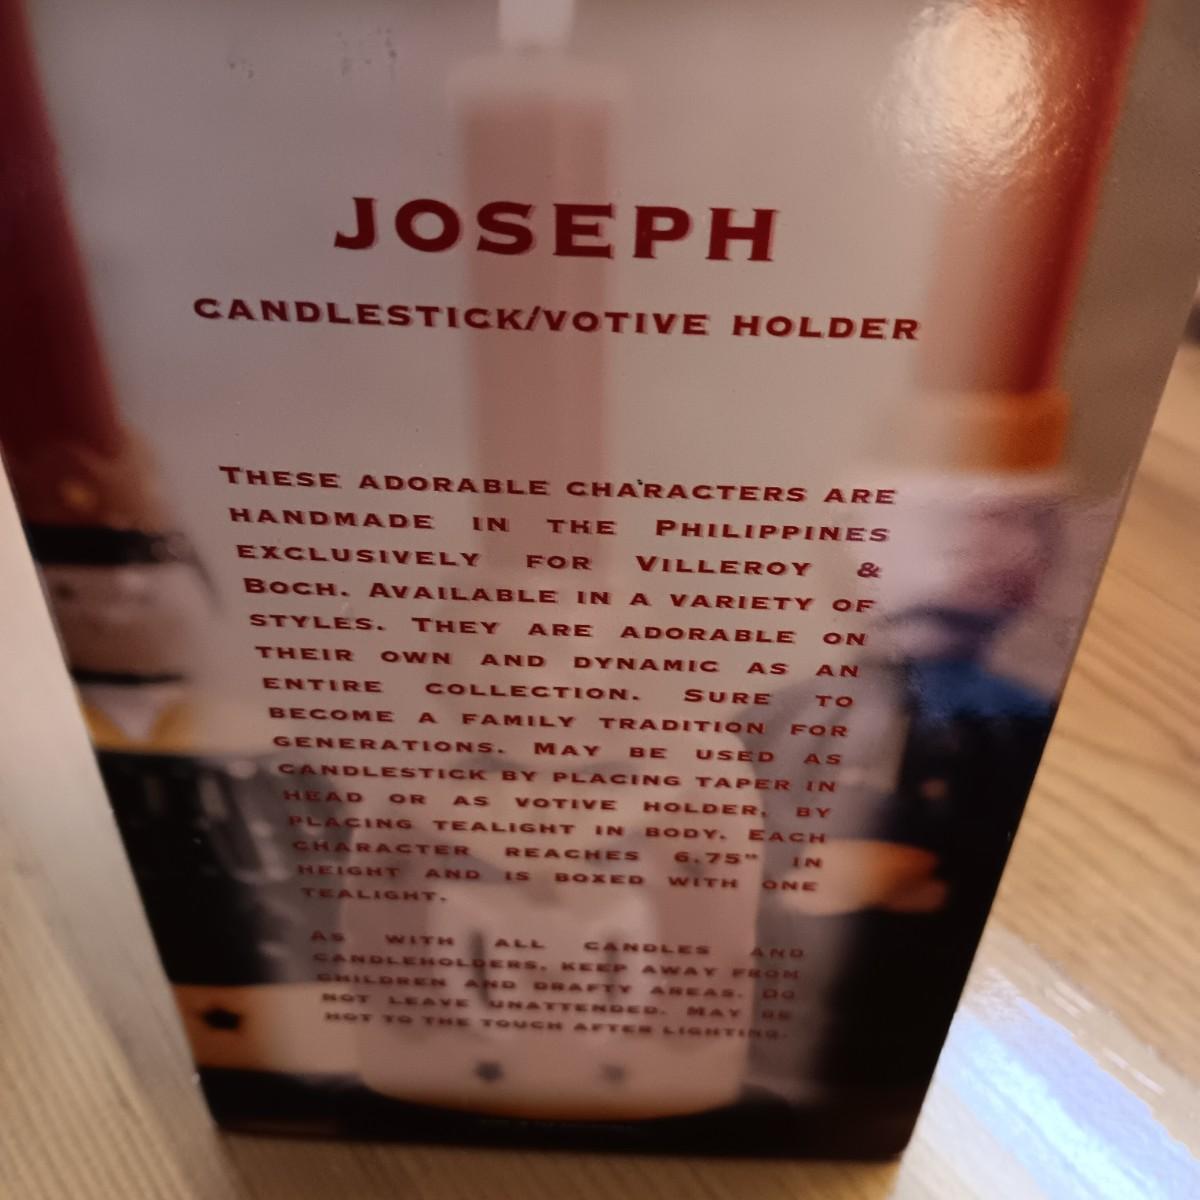 JOSEPH
CANDLESTICK/VOTIVE HOLDER
THESE ADORABLE CHARACTERS ARE
HANDMADE IN THE PHILIPPINES
EXCLUSIVELY FOR VILLEROY &
BOCH. AVAILABLE IN A VARIETY OF
STYLES. THEY ARE ADORABLE ON
THEIR OWN AND DYNAMIC AS AN
ENTIRE COLLECTION. SURE TO
BECOME A FAMILY TRADITION FOR
GENERATIONS. MAY BE USED AS
CANDLESTICK BY PLACING TAPER IN
HEAD OR AS VOTIVE HOLDER, BY
PLACING TEALIGHT IN BODY. EACH
CHARACTER REACHES 6.75" IN
HEIGHT AND IS BOXED WITH ONE
TEALIGHT.
AS WITH ALL CANDLES AND
CANDLEHOLDERS, KEEP AWAY FROM
CHILDREN AND DRAFTY AREAS. DO
NOT LEAVE UNATTENDED. MAY BE
HOT TO THE TOUCH AFTER LIGHTING.